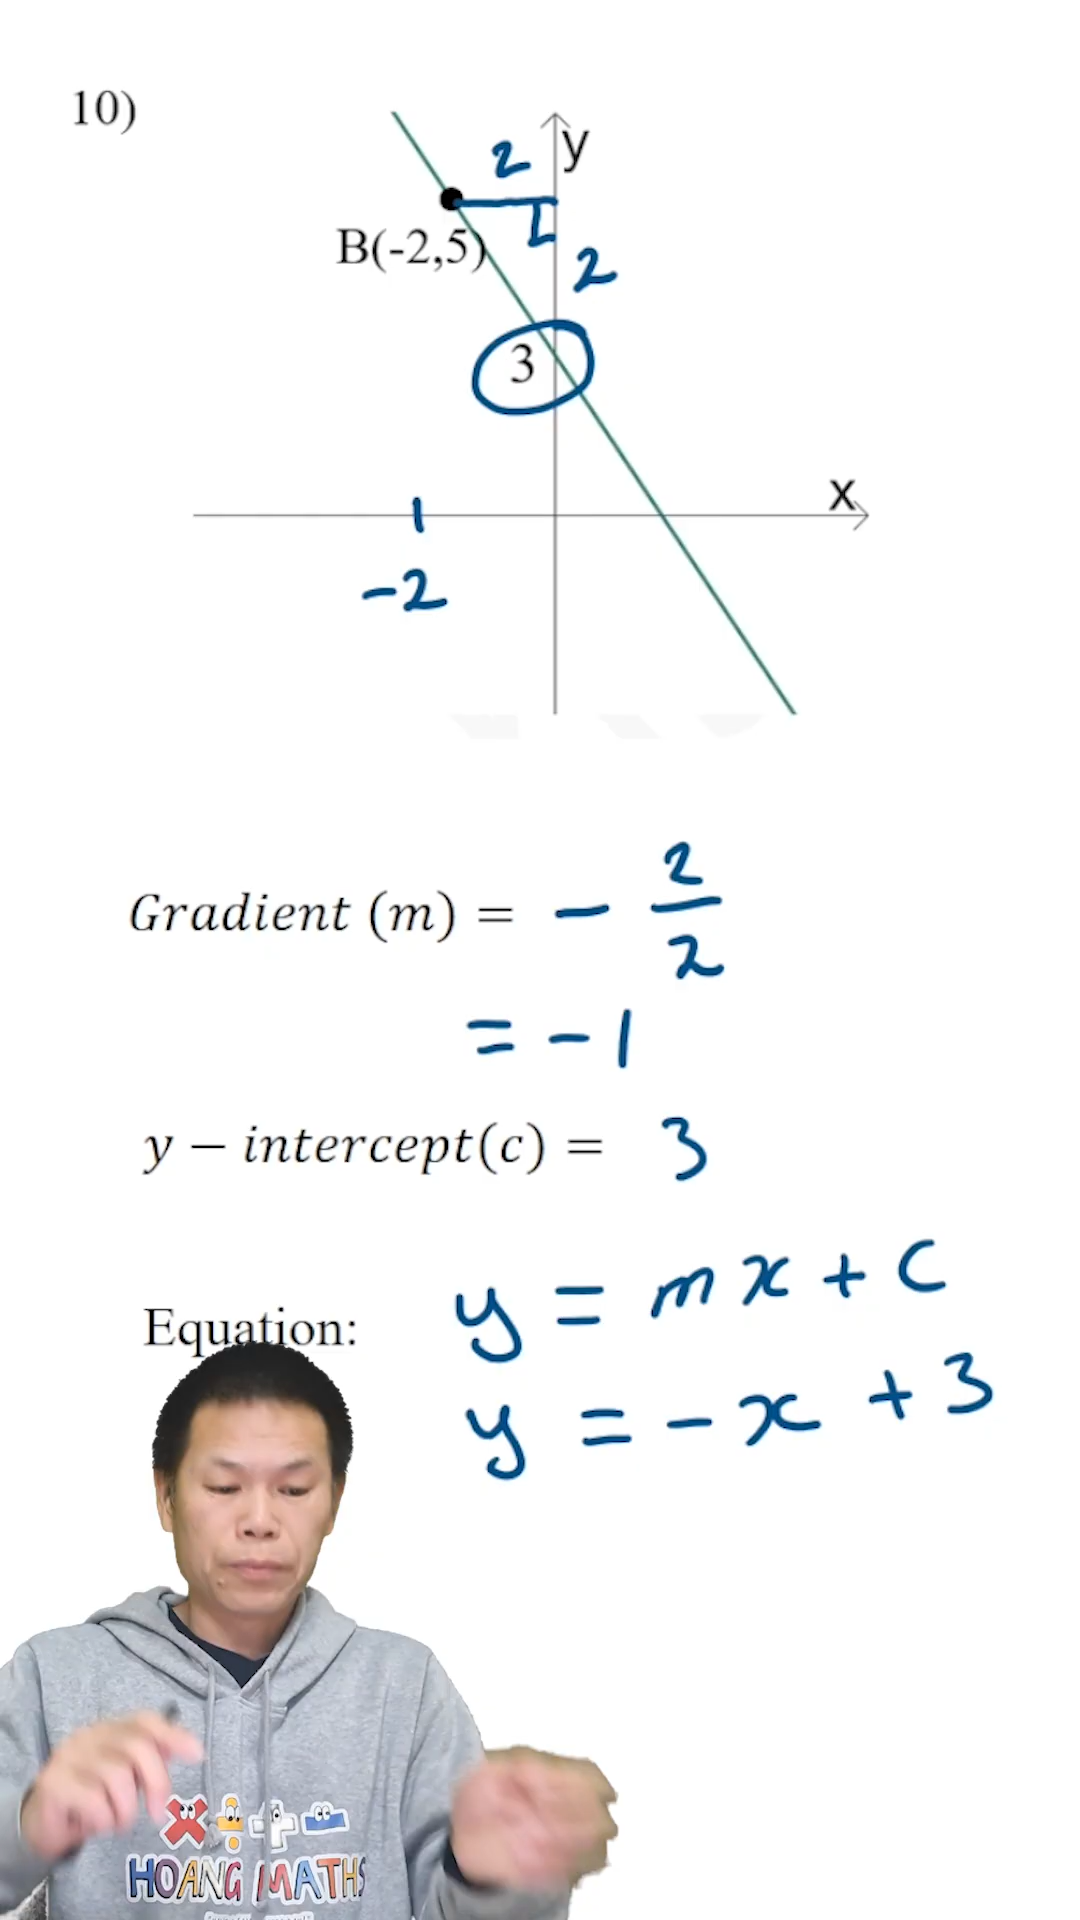 10)
y
2
B(-2,5)
2
3
x
-2
Gradient (m) = - 2/2
= -1
y - intercept(c) = 3
y = mx + c
Equation:
y = -x + 3
HOANG MATHS